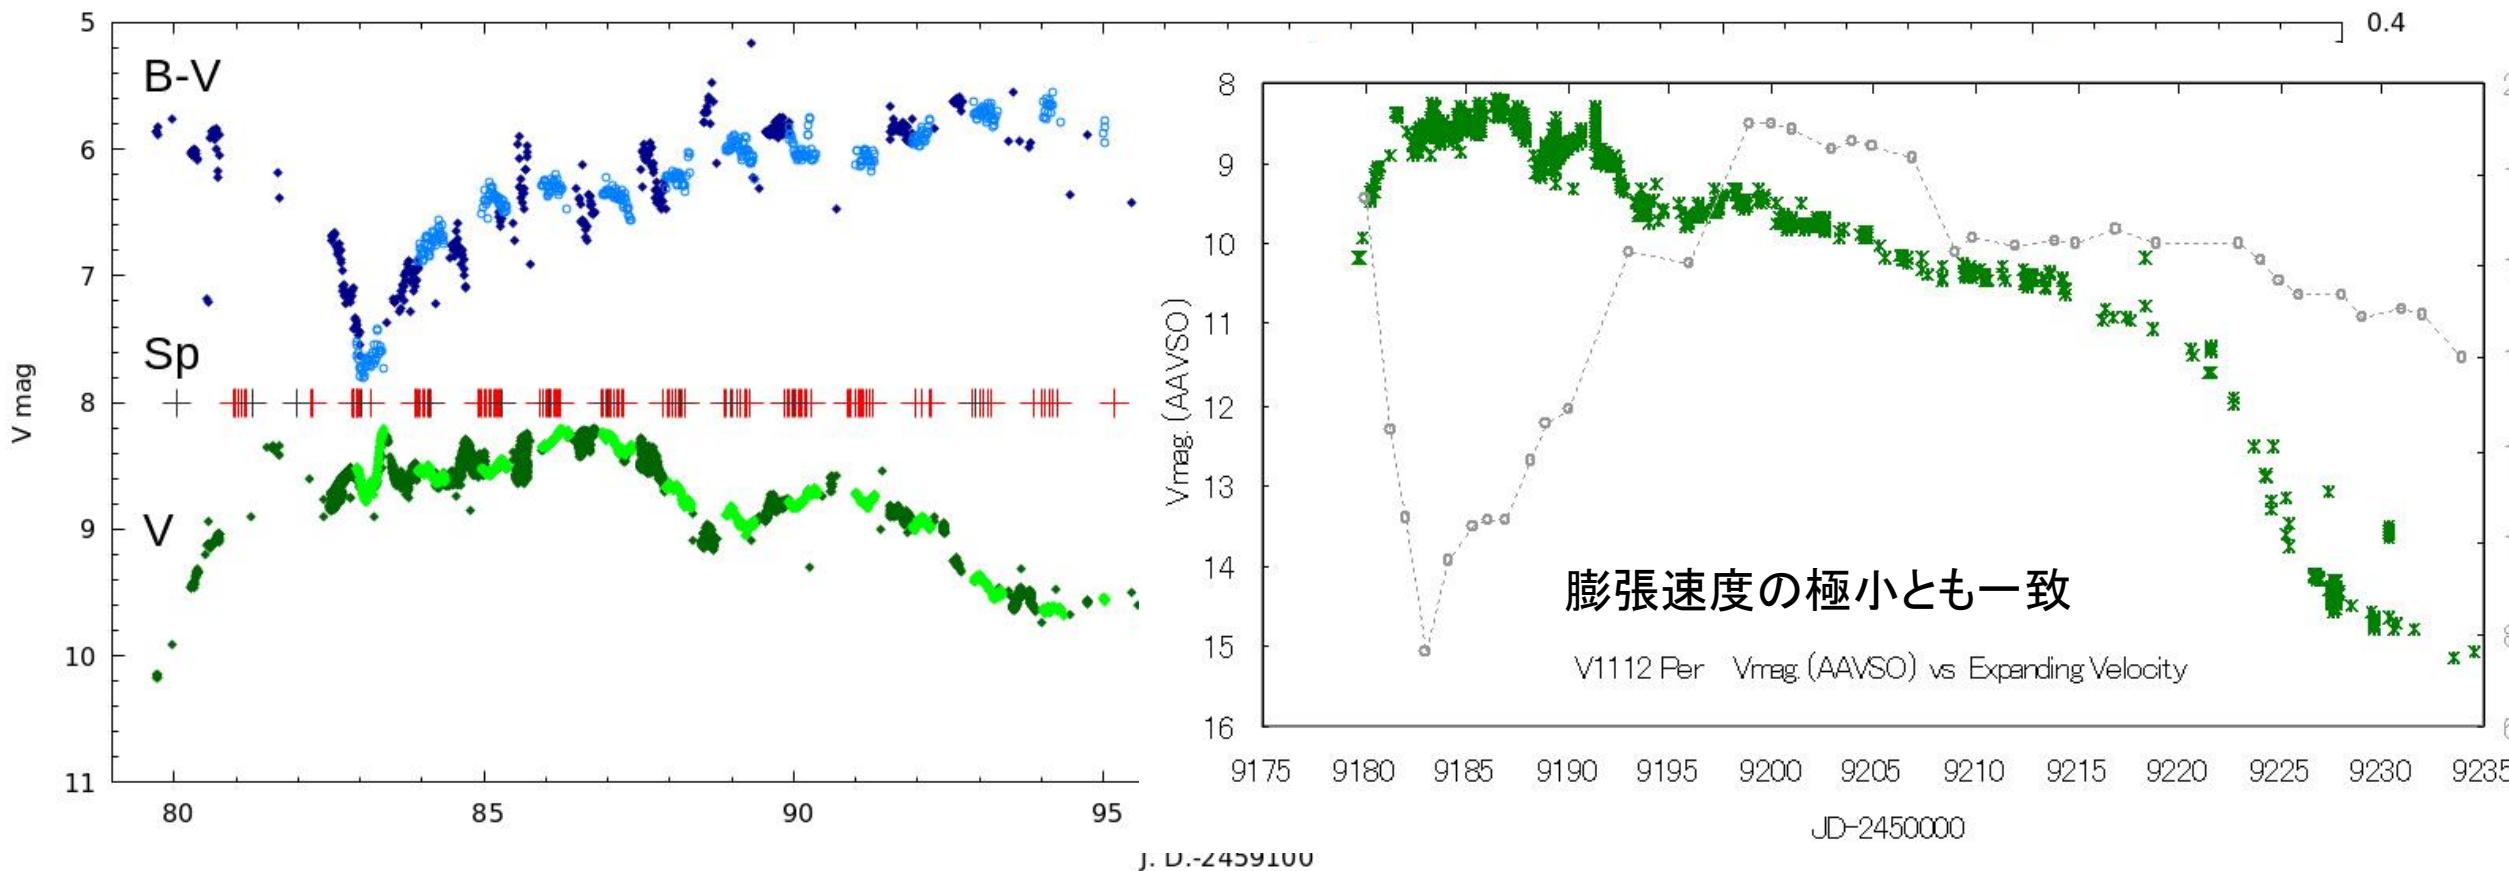 5
0.4
B-V
8
6
9
10
7
11
Sp
V mag
Vmag. (AAVSO)
8
12
13
V
9
14
膨張速度の極小とも一致
15
V1112 Per Vmag. (AAVSO) vs Expanding Velocity
10
16
11
9175 9180 9185 9190 9195 9200 9205 9210 9215 9220 9225 9230 9235
80 85 90 95
JD-2450000
J. D.-2459100